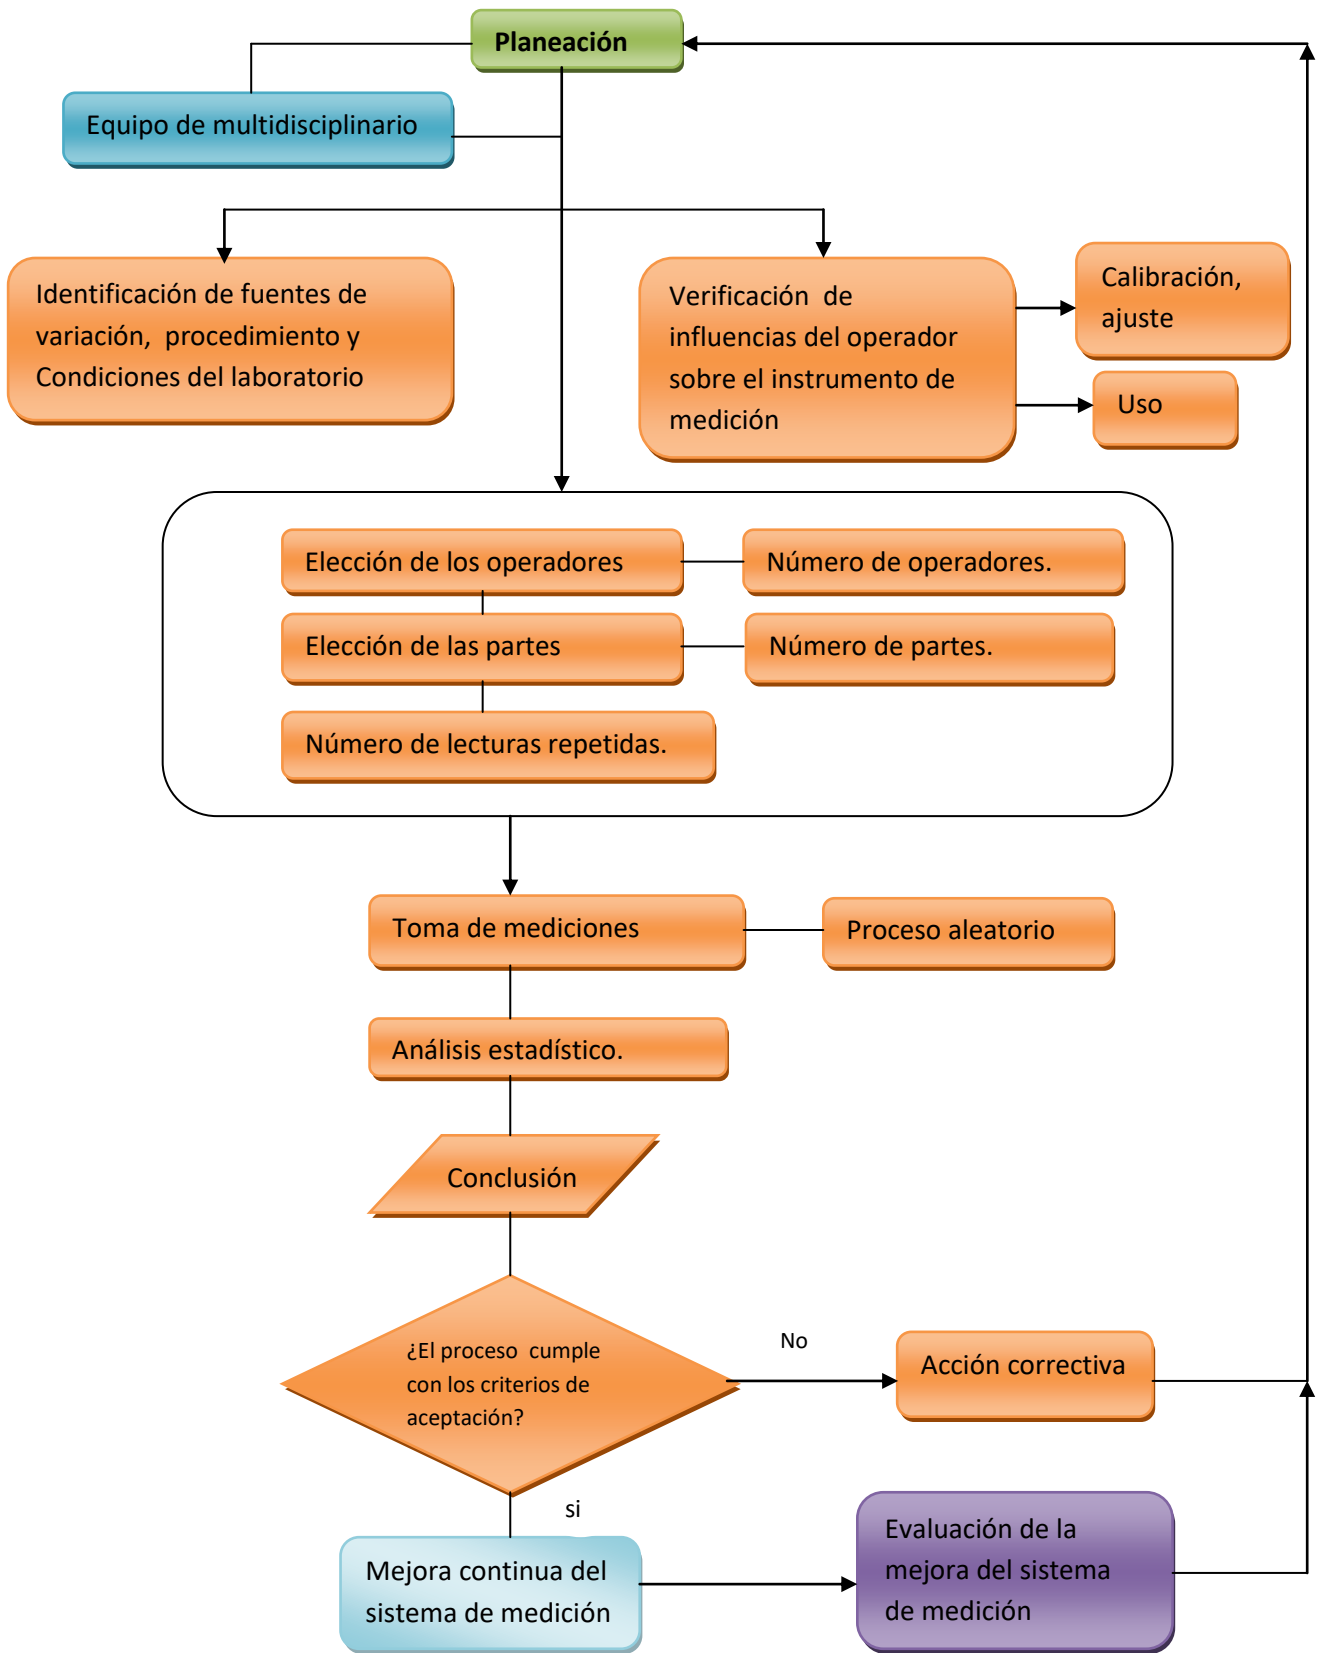 Planeación
Equipo de multidisciplinario
Identificación de fuentes de
variación, procedimiento y
Condiciones del laboratorio
Verificación de
influencias del operador
sobre el instrumento de
medición
Calibración,
ajuste
Uso
Elección de los operadores
Número de operadores.
Elección de las partes
Número de partes.
Número de lecturas repetidas.
Toma de mediciones
Proceso aleatorio
Análisis estadístico.
Conclusión
¿El proceso cumple
con los criterios de
aceptación?
No
Acción correctiva
si
Mejora continua del
sistema de medición
Evaluación de la
mejora del sistema
de medición